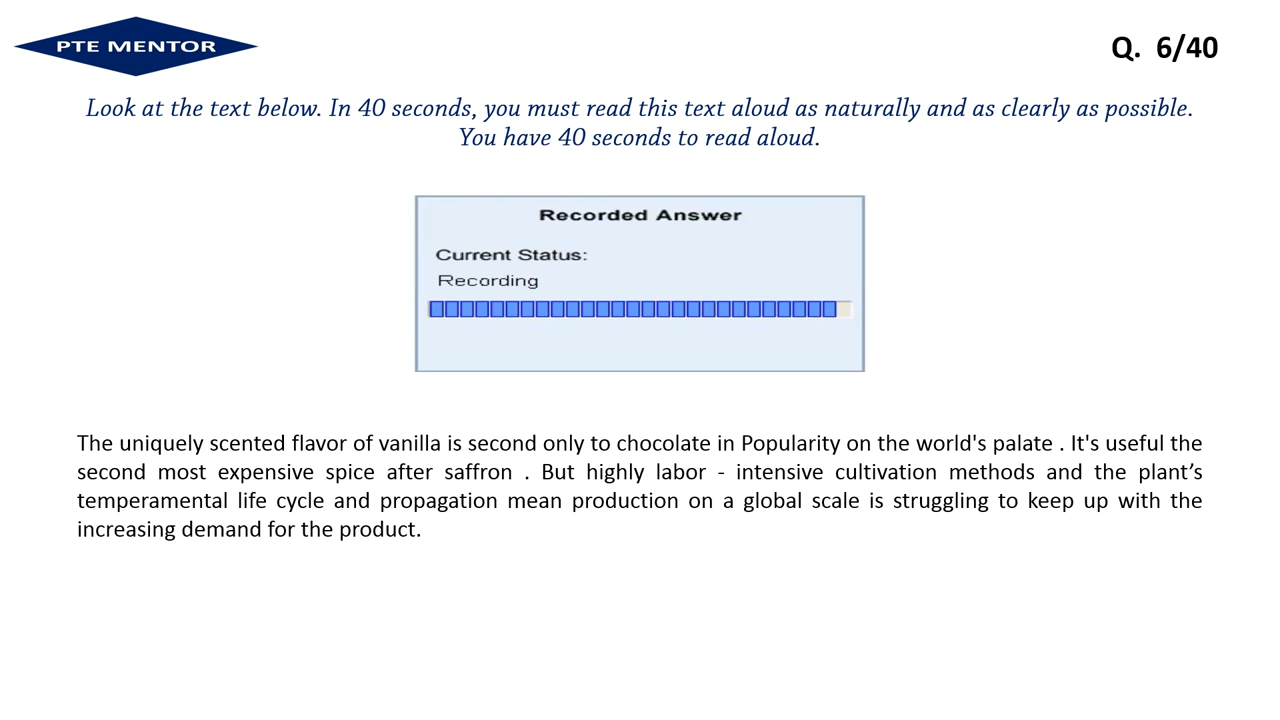 PTE MENTOR
Q. 6/40
Look at the text below. In 40 seconds, you must read this text aloud as naturally and as clearly as possible.
You have 40 seconds to read aloud.
Recorded Answer
Current Status:
Recording
The uniquely scented flavor of vanilla is second only to chocolate in Popularity on the world's palate . It's useful the
second most expensive spice after saffron . But highly labor - intensive cultivation methods and the plant’s
temperamental life cycle and propagation mean production on a global scale is struggling to keep up with the
increasing demand for the product.